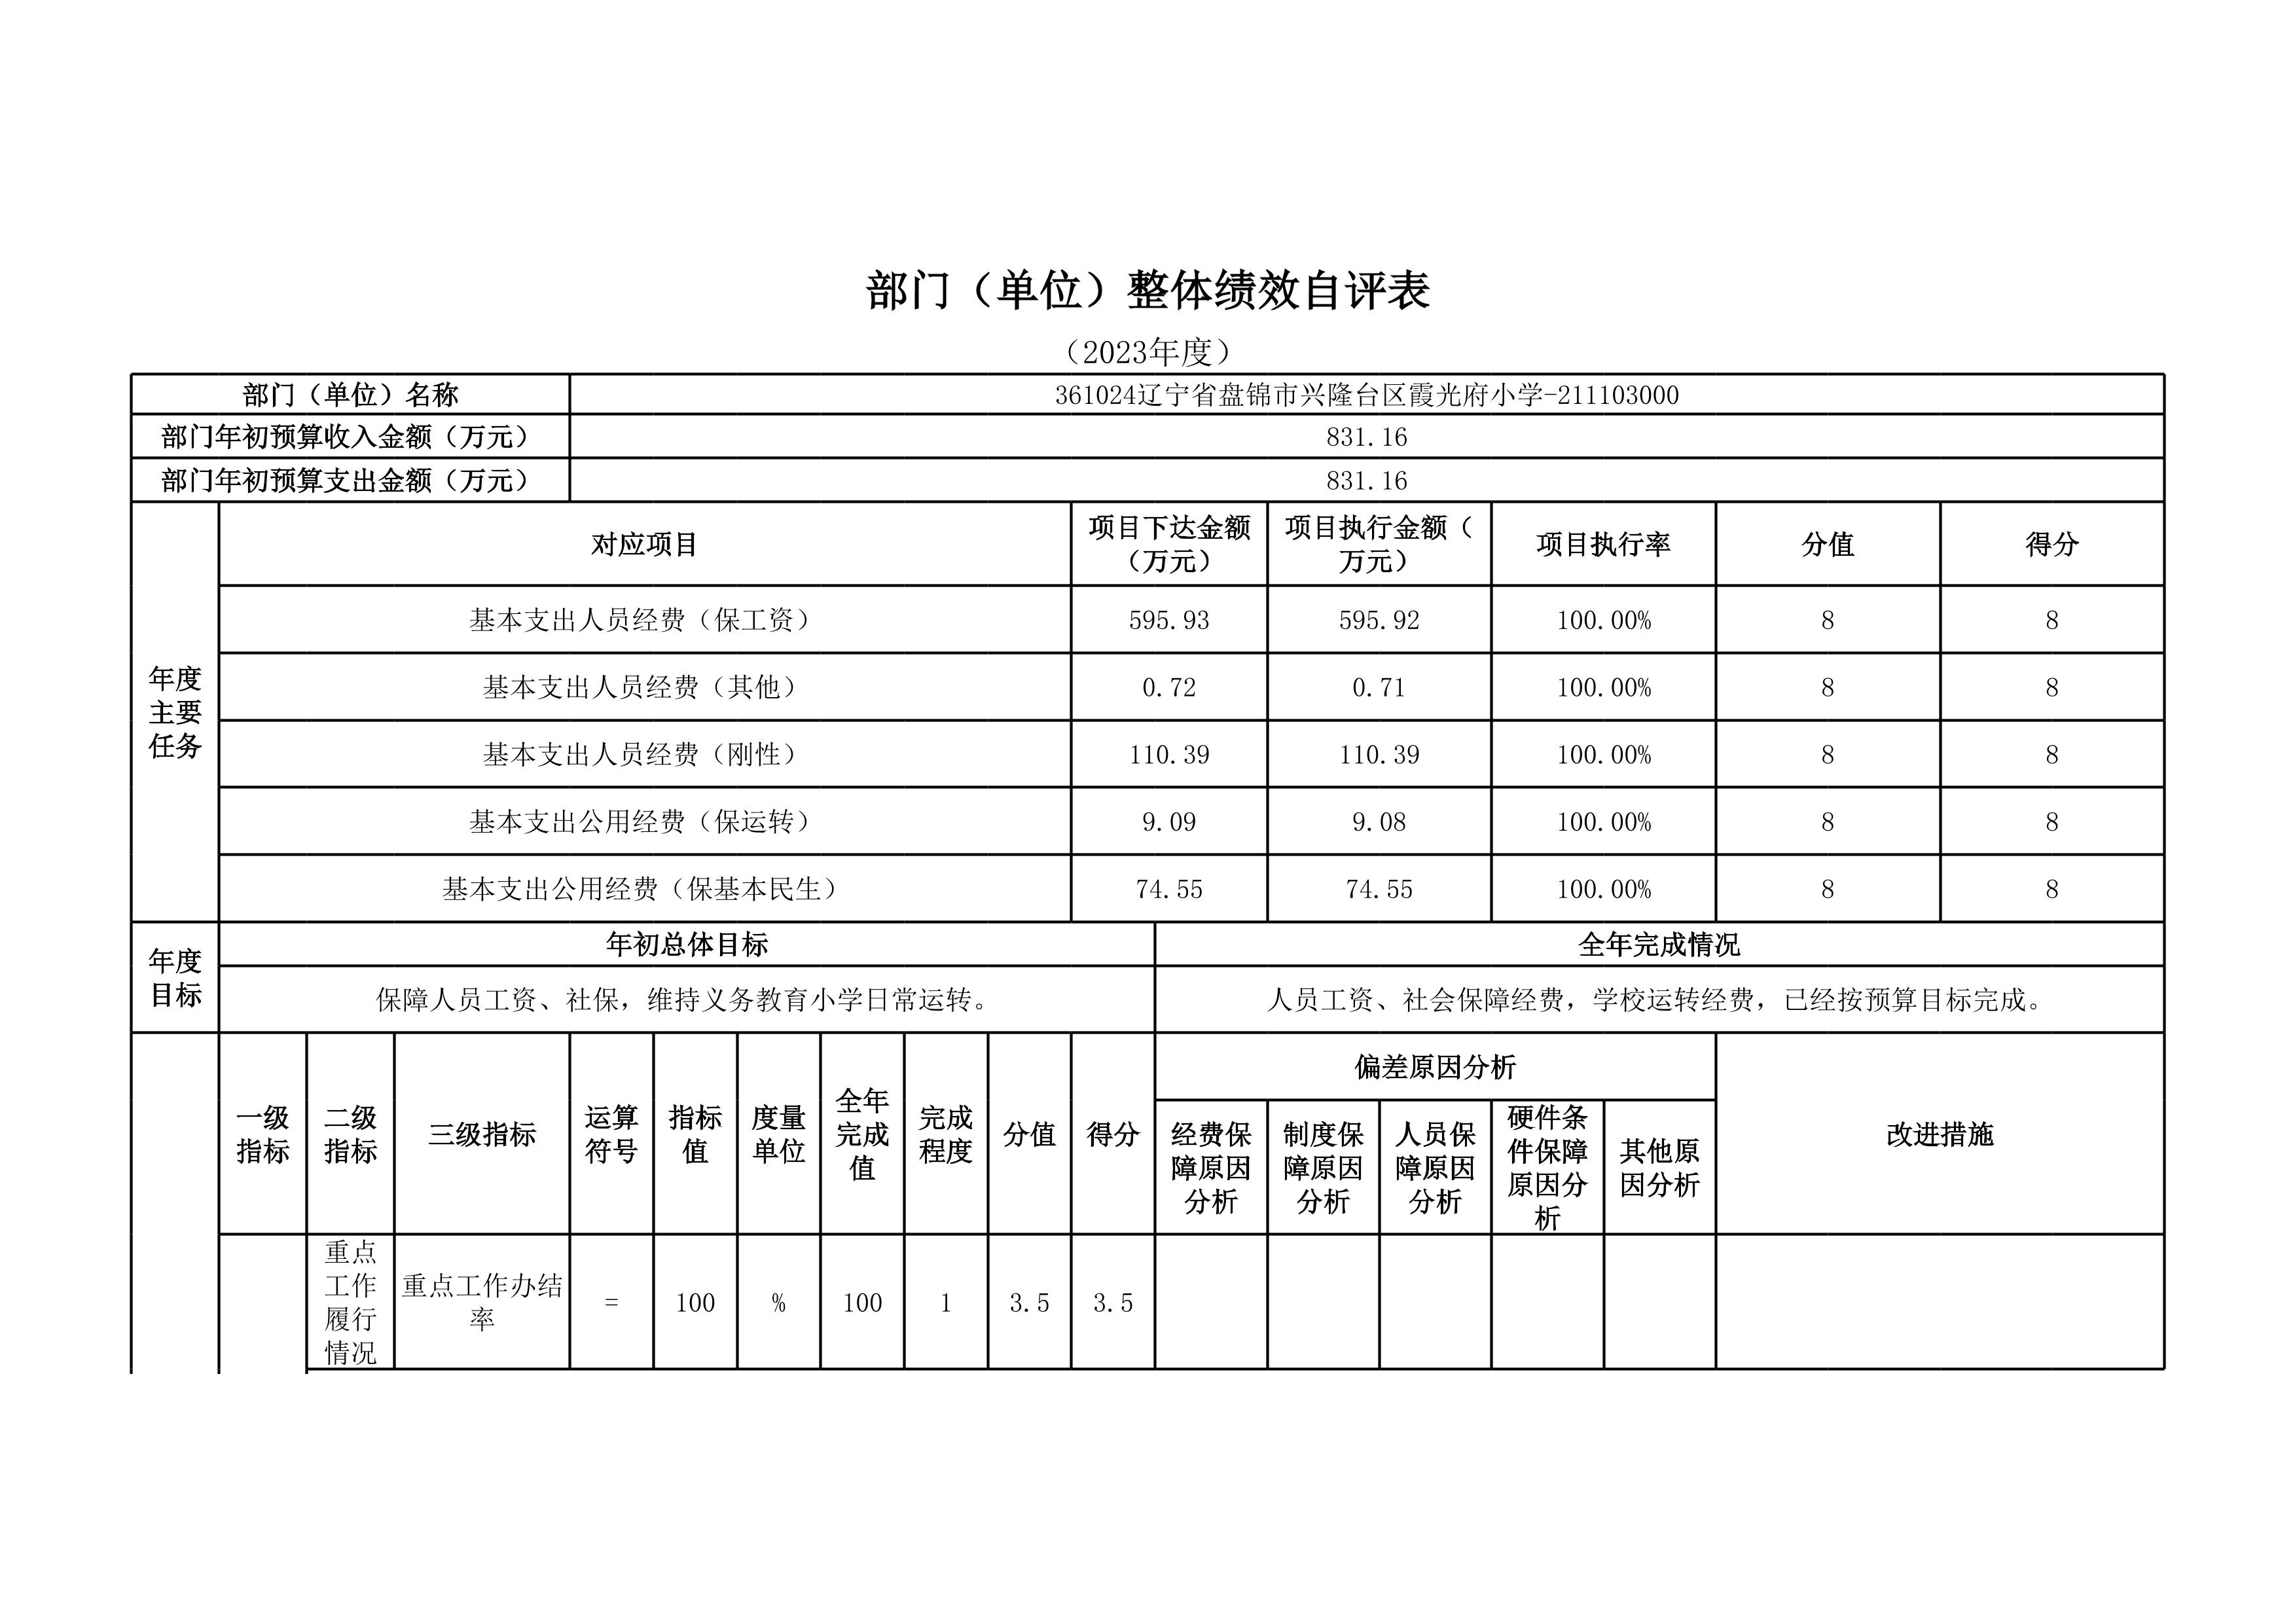 部门（单位）整体绩效自评表
（2023年度）
部门（单位）名称 361024辽宁省盘锦市兴隆台区霞光府小学-211103000
部门年初预算收入金额（万元） 831.16
部门年初预算支出金额（万元） 831.16
年度主要任务
对应项目 项目下达金额（万元） 项目执行金额（万元） 项目执行率 分值 得分
基本支出人员经费（保工资） 595.93 595.92 100.00% 8 8
基本支出人员经费（其他） 0.72 0.71 100.00% 8 8
基本支出人员经费（刚性） 110.39 110.39 100.00% 8 8
基本支出公用经费（保运转） 9.09 9.08 100.00% 8 8
基本支出公用经费（保基本民生） 74.55 74.55 100.00% 8 8
年度目标
年初总体目标 全年完成情况
保障人员工资、社保，维持义务教育小学日常运转。 人员工资、社会保障经费，学校运转经费，已经按预算目标完成。
一级指标 二级指标 三级指标 运算符号 指标值 度量单位 全年完成值 完成程度 分值 得分 偏差原因分析 改进措施
经费保障原因分析 制度保障原因分析 人员保障原因分析 硬件条件保障原因分析 其他原因分析
重点工作履行情况 重点工作办结率 = 100 % 100 1 3.5 3.5